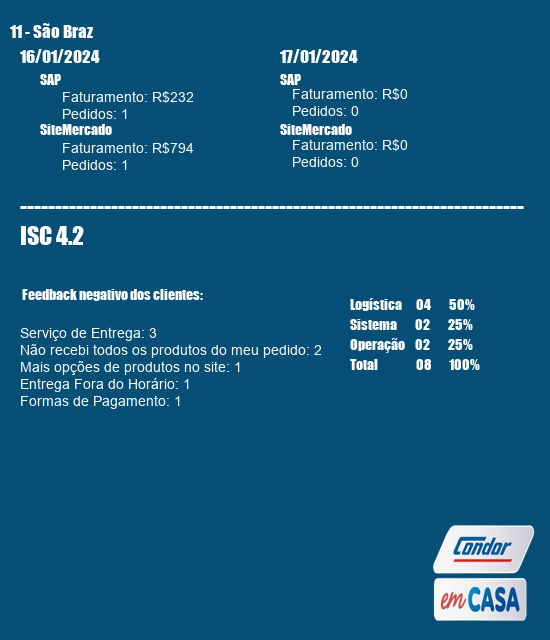 11 - São Braz
16/01/2024
SAP
Faturamento: R$232
Pedidos: 1
SiteMercado
Faturamento: R$794
Pedidos: 1
17/01/2024
SAP
Faturamento: R$0
Pedidos: 0
SiteMercado
Faturamento: R$0
Pedidos: 0
------------------------------------------------------------------------
ISC 4.2
Feedback negativo dos clientes:
Serviço de Entrega: 3
Não recebi todos os produtos do meu pedido: 2
Mais opções de produtos no site: 1
Entrega Fora do Horário: 1
Formas de Pagamento: 1
Logística 04 50%
Sistema 02 25%
Operação 02 25%
Total 08 100%
Condor
em CASA